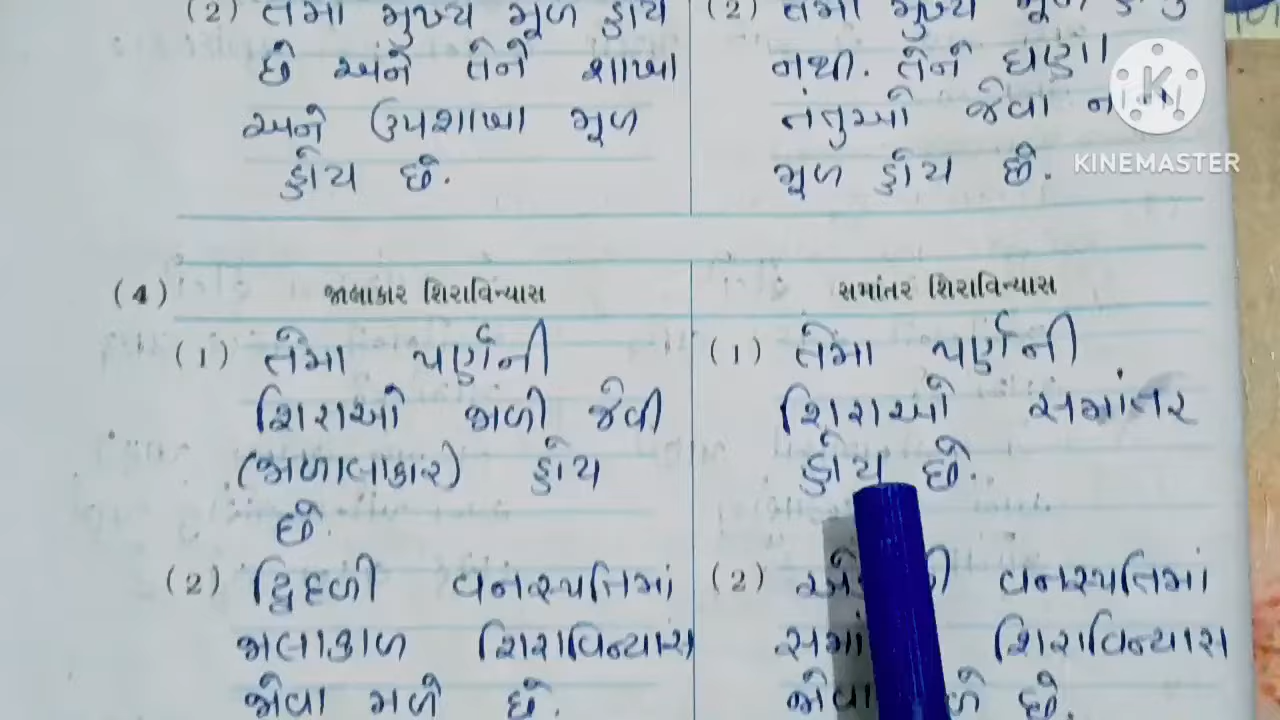 (2) તેમા મુખ્ય મૂળ હોય
છે અને તેને શાખા
અને ઉપશાખા મૂળ
હોય છે.
(2) તેમા મુખ્ય મૂળ
નથી. તેને ઘણા
તંતુઓ જેવા
મૂળ હોય છે.
KINEMASTER
(4) જાલાકાર શિરાવિન્યાસ
(1) તેમા પર્ણની
શિરાઓ જાળી જેવી
(જાળાલાકાર) હોય
છે.
(2) દ્વિદળી વનસ્પતિમાં
જાલાકાળ શિરાવિન્યાસ
જોવા મળે છે.
સમાંતર શિરાવિન્યાસ
(1) તેમા પર્ણની
શિરાઓ સમાંતર
હોય છે.
(2) વનસ્પતિમાં
શિરાવિન્યાસ
જોવા છે.